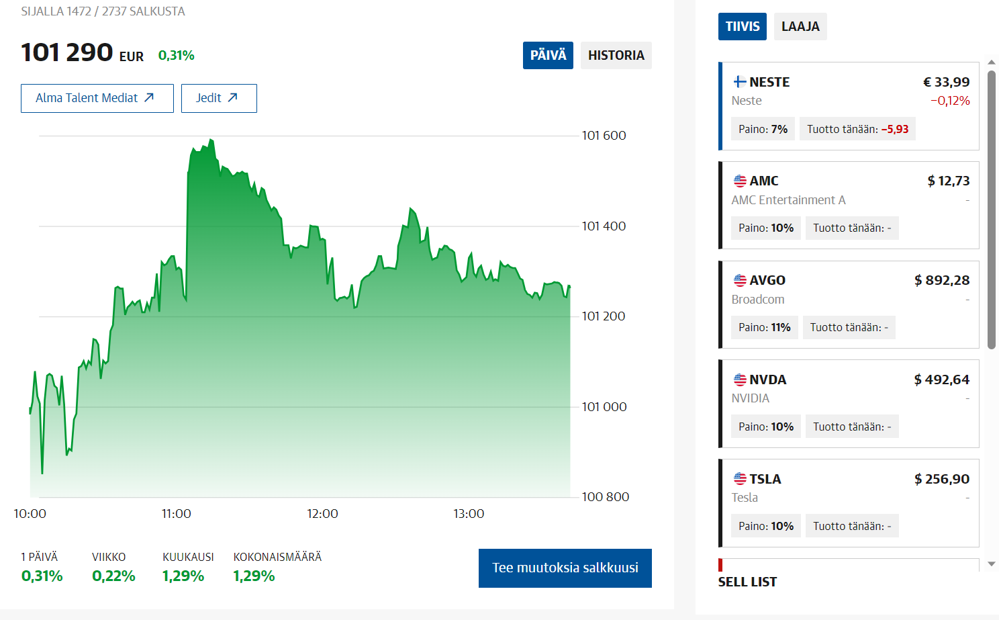 SIJALLA 1472 / 2737 SALKUSTA
101 290 EUR 0,31%
PÄIVÄ HISTORIA
Alma Talent Mediat Jedit
101 600
101 400
101 200
101 000
100 800
10:00 11:00 12:00 13:00
1 PÄIVÄ VIIKKO KUUKAUSI KOKONAISMÄÄRÄ
0,31% 0,22% 1,29% 1,29%
Tee muutoksia salkkuusi
TIIVIS LAAJA
NESTE € 33,99
Neste −0,12%
Paino: 7% Tuotto tänään: −5,93
AMC $ 12,73
AMC Entertainment A -
Paino: 10% Tuotto tänään: -
AVGO $ 892,28
Broadcom -
Paino: 11% Tuotto tänään: -
NVDA $ 492,64
NVIDIA -
Paino: 10% Tuotto tänään: -
TSLA $ 256,90
Tesla -
Paino: 10% Tuotto tänään: -
SELL LIST